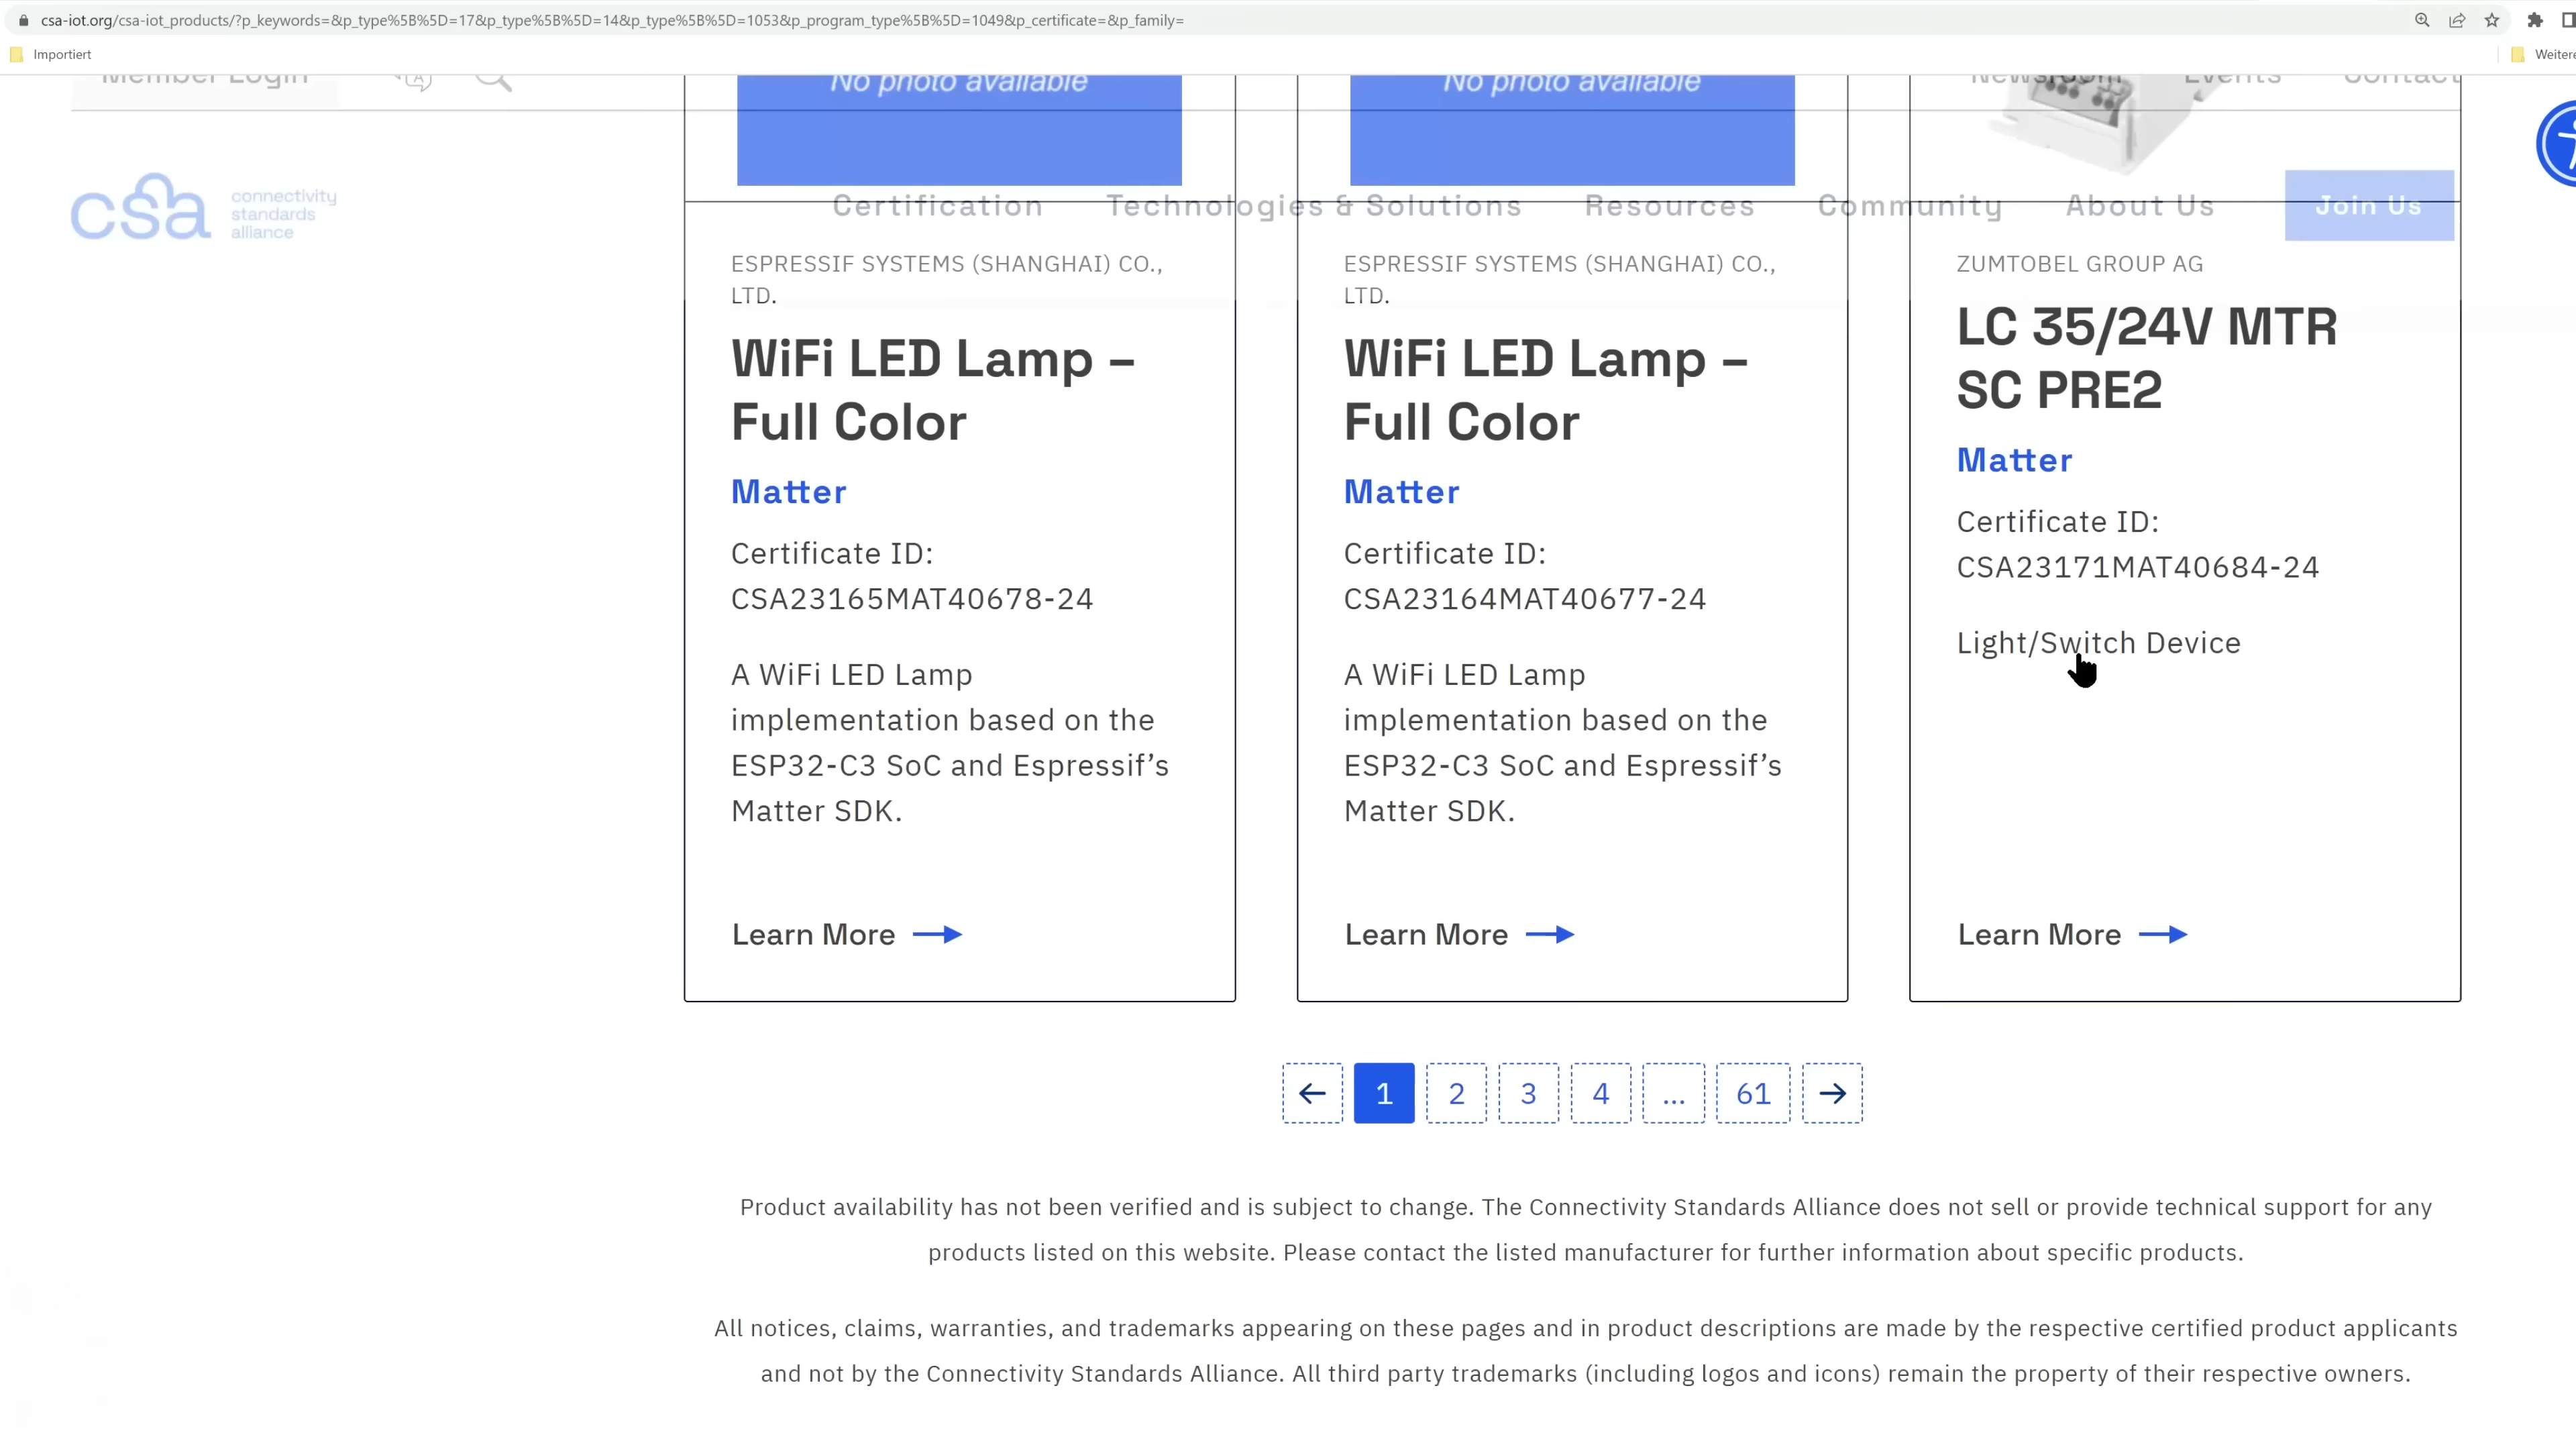 csa-iot.org/csa-iot_products/?p_keywords=&p_type%5B%5D=17&p_type%5B%5D=14&p_type%5B%5D=1053&p_program_type%5B%5D=1049&p_certificate=&p_family=
Importiert
Weitere
Member Login
A
Newsroom Events Contact
No photo available
No photo available
csa
connectivity
standards
alliance
Certification Technologies & Solutions Resources Community About Us Join Us
ESPRESSIF SYSTEMS (SHANGHAI) CO.,
LTD.
WiFi LED Lamp –
Full Color
Matter
Certificate ID:
CSA23165MAT40678-24
A WiFi LED Lamp
implementation based on the
ESP32-C3 SoC and Espressif’s
Matter SDK.
Learn More
ESPRESSIF SYSTEMS (SHANGHAI) CO.,
LTD.
WiFi LED Lamp –
Full Color
Matter
Certificate ID:
CSA23164MAT40677-24
A WiFi LED Lamp
implementation based on the
ESP32-C3 SoC and Espressif’s
Matter SDK.
Learn More
ZUMTOBEL GROUP AG
LC 35/24V MTR
SC PRE2
Matter
Certificate ID:
CSA23171MAT40684-24
Light/Switch Device
Learn More
1 2 3 4 ... 61
Product availability has not been verified and is subject to change. The Connectivity Standards Alliance does not sell or provide technical support for any
products listed on this website. Please contact the listed manufacturer for further information about specific products.
All notices, claims, warranties, and trademarks appearing on these pages and in product descriptions are made by the respective certified product applicants
and not by the Connectivity Standards Alliance. All third party trademarks (including logos and icons) remain the property of their respective owners.